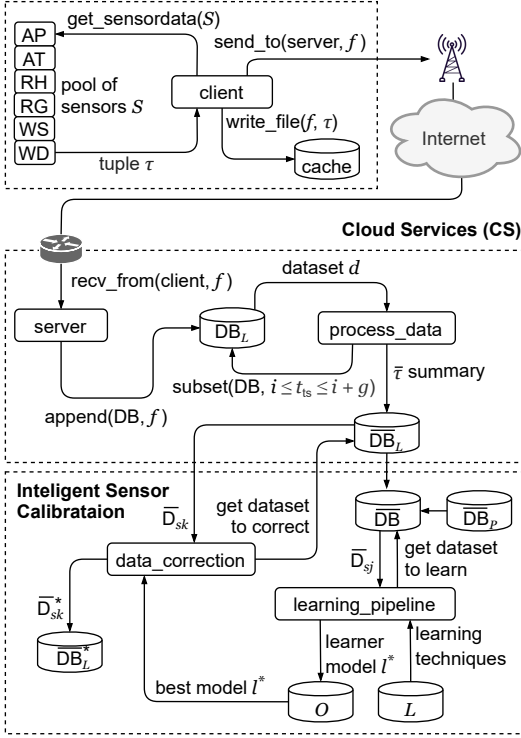 get_sensordata(S)
AP
AT
RH
RG
WS
WD
pool of
sensors S
client
send_to(server, f)
write_file(f, τ)
cache
tuple τ
Internet
Cloud Services (CS)
recv_from(client, f)
server
append(DB, f)
DB_L
dataset d
process_data
subset(DB, i ≤ t_ts ≤ i + g)
τ̄ summary
D̅B̅_L
Inteligent Sensor
Calibrataion
D̅_sk
get dataset
to correct
data_correction
D̅_sk*
D̅B̅_L*
D̅B̅
D̅B̅_P
D̅_sj
get dataset
to learn
learning_pipeline
learner
model l*
learning
techniques
best model l*
O
L